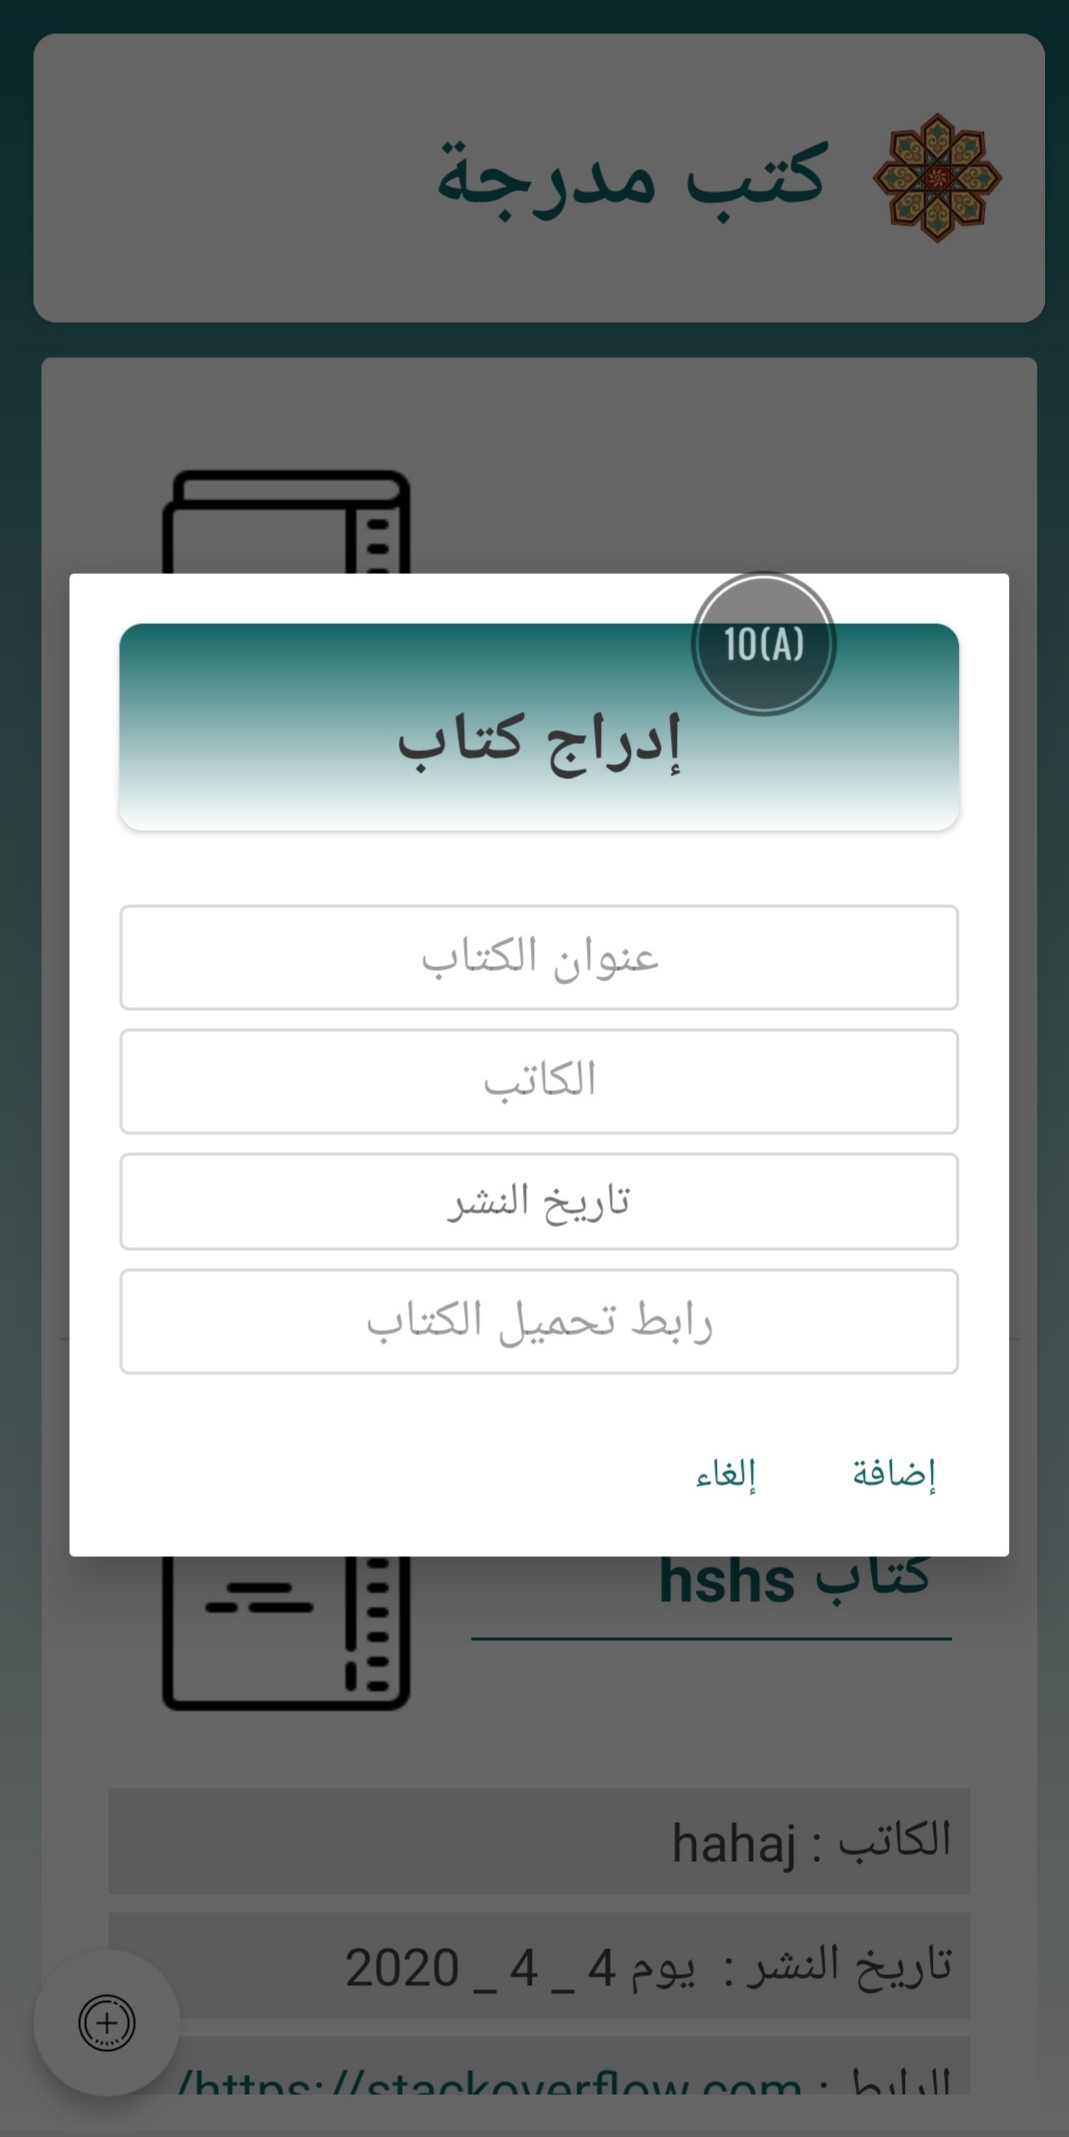 كتب مدرجة
10(A)
إدراج كتاب
عنوان الكتاب
الكاتب
تاريخ النشر
رابط تحميل الكتاب
إضافة إلغاء
كتاب hshs
الكاتب : hahaj
تاريخ النشر : يوم 4 _ 4 _ 2020
الرابط : https://stackoverflow.com/